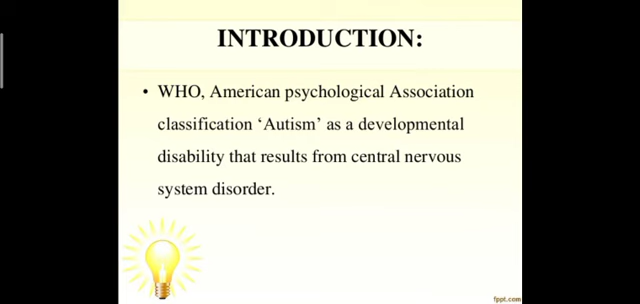 INTRODUCTION:
• WHO, American psychological Association
classification ‘Autism’ as a developmental
disability that results from central nervous
system disorder.
fppt.com